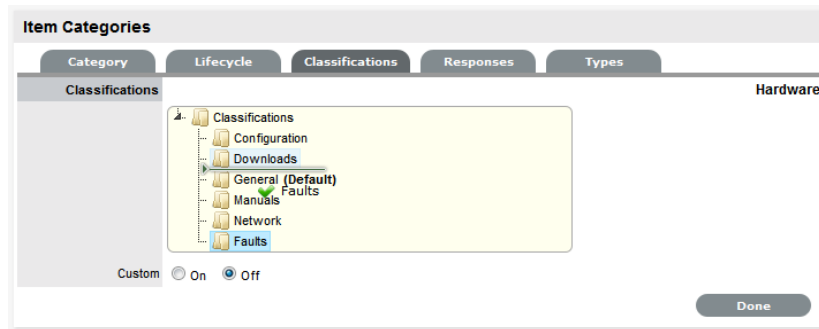 Item Categories
Category Lifecycle Classifications Responses Types
Classifications Hardware
Classifications
Configuration
Downloads
General (Default)
Faults
Manuals
Network
Faults
Custom On Off
Done